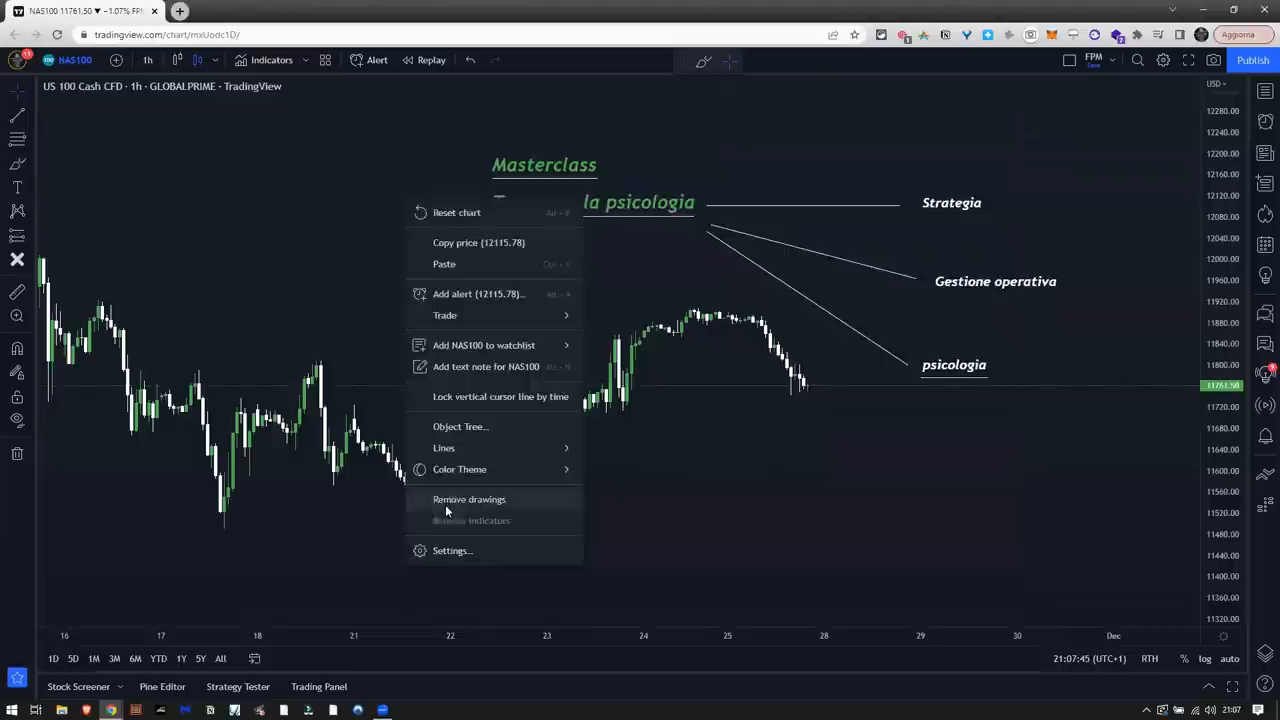 NAS100 11761.50 ▼ −1.07% FP
tradingview.com/chart/mxUodc1D/
Aggiorna
11
NAS100
1h
Indicators
Alert
Replay
FPM
Save
Publish
US 100 Cash CFD · 1h · GLOBALPRIME · TradingView
USD
Masterclass
la psicologia
Strategia
Gestione operativa
psicologia
Reset chart
Copy price (12115.78)
Paste
Add alert (12115.78)...
Trade
Add NAS100 to watchlist
Add text note for NAS100
Lock vertical cursor line by time
Object Tree...
Lines
Color Theme
Remove drawings
indicators
Settings...
12280.00
12240.00
12200.00
12160.00
12120.00
12080.00
12040.00
12000.00
11960.00
11920.00
11880.00
11840.00
11800.00
11761.50
11720.00
11680.00
11640.00
11600.00
11560.00
11520.00
11480.00
11440.00
11400.00
11360.00
11320.00
16 17 18 21 22 23 24 25 28 29 30 Dec
1D 5D 1M 3M 6M YTD 1Y 5Y All
21:07:45 (UTC+1) RTH % log auto
Stock Screener Pine Editor Strategy Tester Trading Panel
21:07